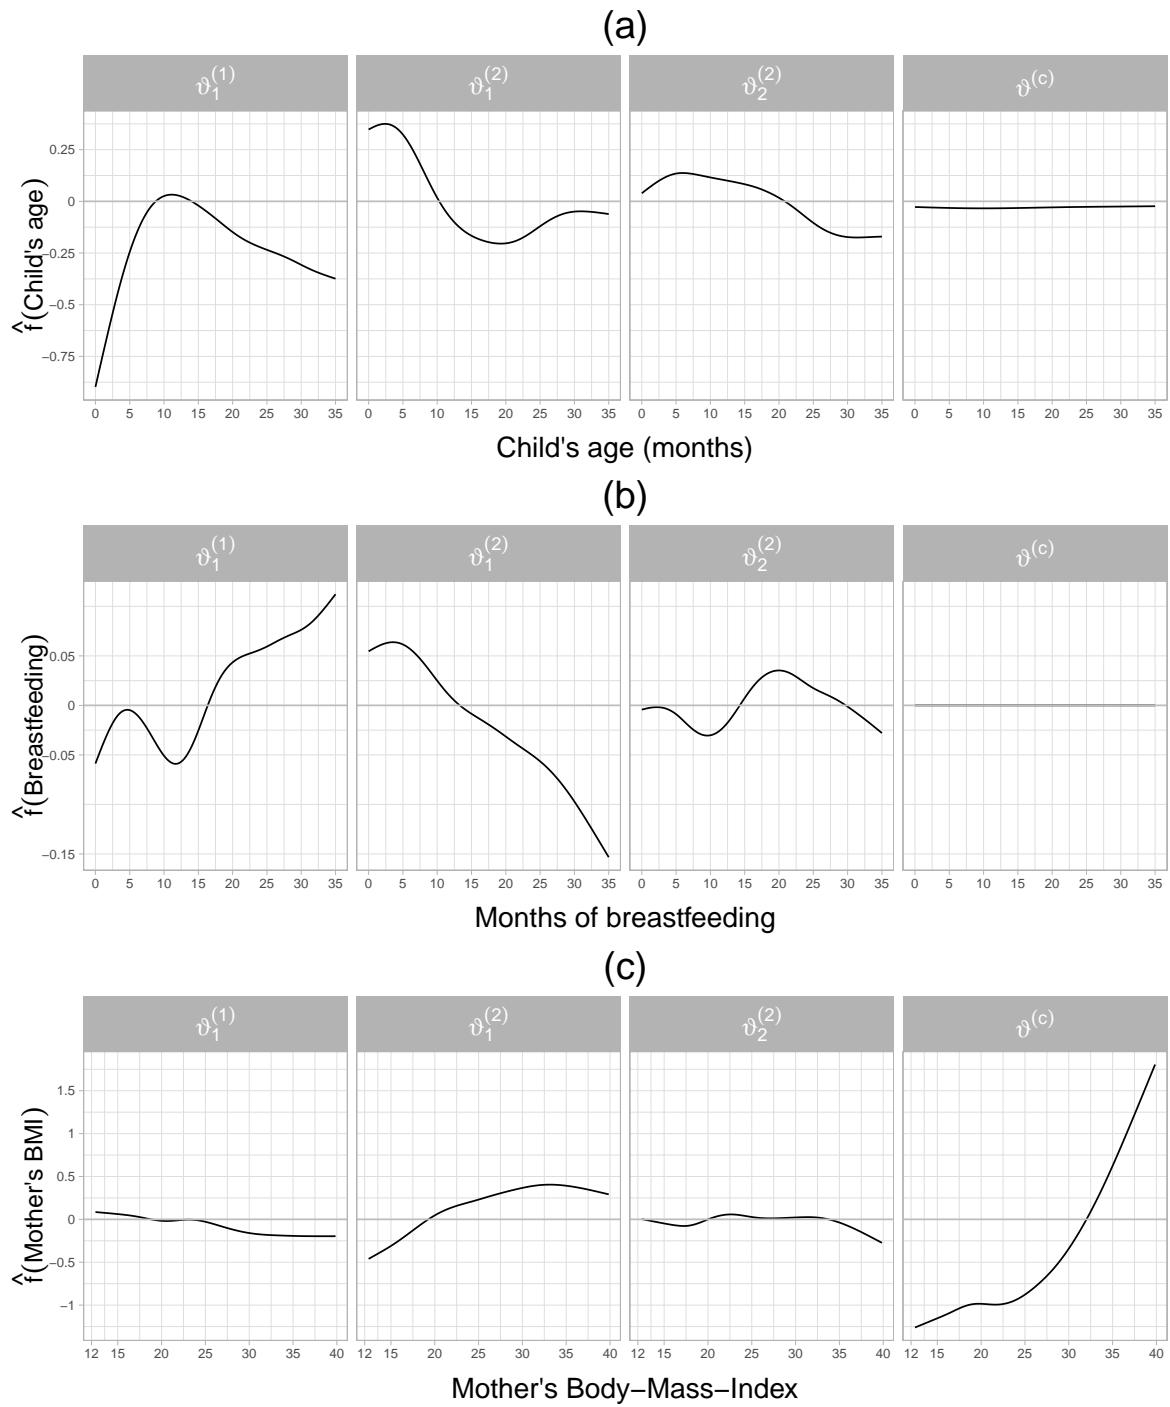 (a)
ϑ₁⁽¹⁾ ϑ₁⁽²⁾ ϑ₂⁽²⁾ ϑ⁽ᶜ⁾
f̂(Child's age)
0.25
0
−0.25
−0.5
−0.75
0 5 10 15 20 25 30 35 0 5 10 15 20 25 30 35 0 5 10 15 20 25 30 35 0 5 10 15 20 25 30 35
Child's age (months)
(b)
ϑ₁⁽¹⁾ ϑ₁⁽²⁾ ϑ₂⁽²⁾ ϑ⁽ᶜ⁾
f̂(Breastfeeding)
0.05
0
−0.05
−0.15
0 5 10 15 20 25 30 35 0 5 10 15 20 25 30 35 0 5 10 15 20 25 30 35 0 5 10 15 20 25 30 35
Months of breastfeeding
(c)
ϑ₁⁽¹⁾ ϑ₁⁽²⁾ ϑ₂⁽²⁾ ϑ⁽ᶜ⁾
f̂(Mother's BMI)
1.5
1
0.5
0
−0.5
−1
12 15 20 25 30 35 40 12 15 20 25 30 35 40 12 15 20 25 30 35 40 12 15 20 25 30 35 40
Mother's Body−Mass−Index